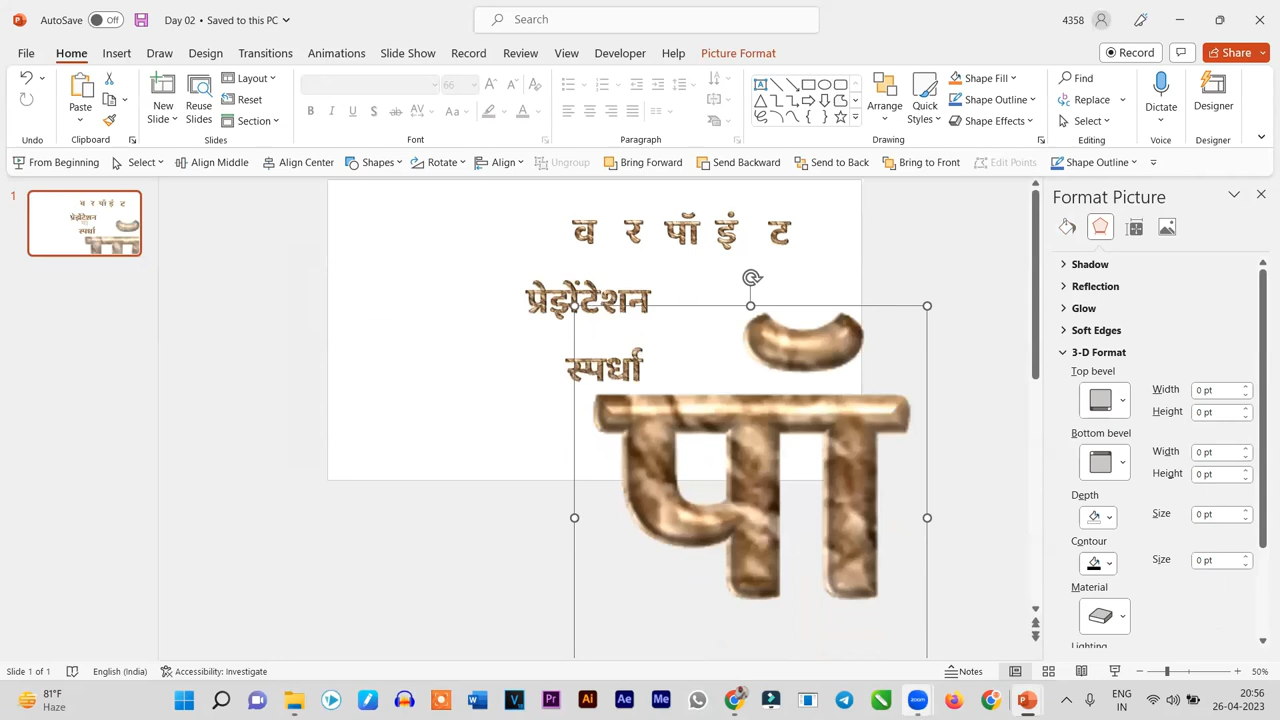 AutoSave Off Day 02 • Saved to this PC Search 4358
File Home Insert Draw Design Transitions Animations Slide Show Record Review View Developer Help Picture Format Record Share
Undo Paste Clipboard
New Slide Reuse Slides Layout Reset Section Slides
66 Aa Font
Paragraph
Arrange Quick Styles Shape Fill Shape Outline Shape Effects Drawing
Find Replace Select Editing
Dictate Voice
Designer Designer
From Beginning Select Align Middle Align Center Shapes Rotate Align Ungroup Bring Forward Send Backward Send to Back Bring to Front Edit Points Shape Outline
1
व र पॉ इं ट
प्रेझेंटेशन
स्पर्धा
पॉ
Format Picture
Shadow
Reflection
Glow
Soft Edges
3-D Format
Top bevel
Width 0 pt
Height 0 pt
Bottom bevel
Width 0 pt
Height 0 pt
Depth
Size 0 pt
Contour
Size 0 pt
Material
Lighting
Slide 1 of 1 English (India) Accessibility: Investigate Notes 50%
81°F
Haze
ENG
IN
20:56
26-04-2023